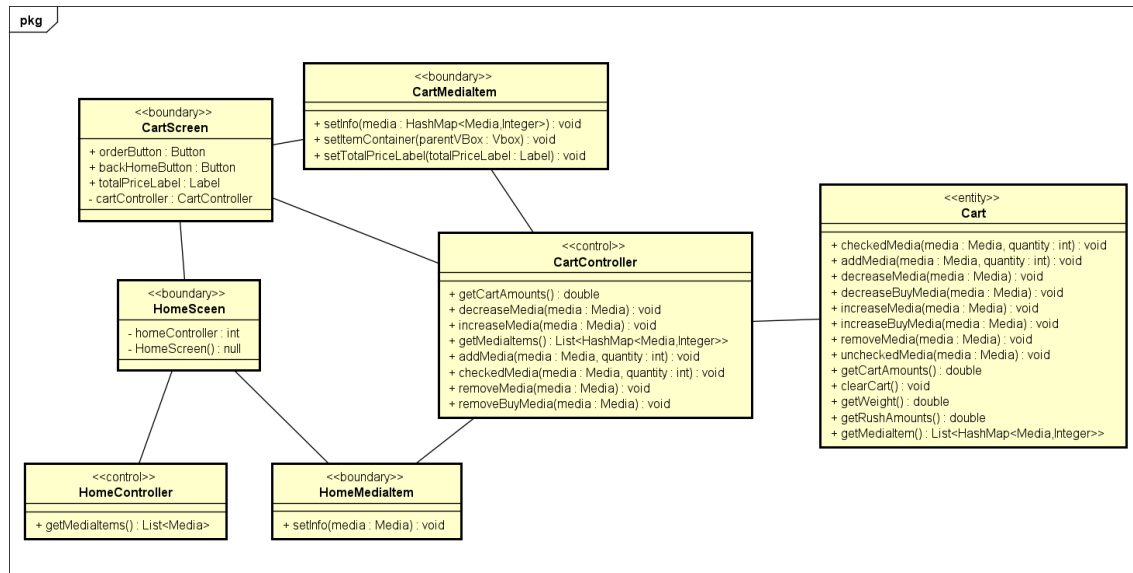 pkg
<<boundary>>
CartMediaItem
+ setInfo(media : HashMap<Media,Integer>) : void
+ setItemContainer(parentVBox : Vbox) : void
+ setTotalPriceLabel(totalPriceLabel : Label) : void
<<boundary>>
CartScreen
+ orderButton : Button
+ backHomeButton : Button
+ totalPriceLabel : Label
- cartController : CartController
<<entity>>
Cart
+ checkedMedia(media : Media, quantity : int) : void
+ addMedia(media : Media, quantity : int) : void
+ decreaseMedia(media : Media) : void
+ decreaseBuyMedia(media : Media) : void
+ increaseMedia(media : Media) : void
+ increaseBuyMedia(media : Media) : void
+ removeMedia(media : Media) : void
+ uncheckedMedia(media : Media) : void
+ getCartAmounts() : double
+ clearCart() : void
+ getWeight() : double
+ getRushAmounts() : double
+ getMediaItem() : List<HashMap<Media,Integer>>
<<control>>
CartController
+ getCartAmounts() : double
+ decreaseMedia(media : Media) : void
+ increaseMedia(media : Media) : void
+ getMediaItems() : List<HashMap<Media,Integer>>
+ addMedia(media : Media, quantity : int) : void
+ checkedMedia(media : Media, quantity : int) : void
+ removeMedia(media : Media) : void
+ removeBuyMedia(media : Media) : void
<<boundary>>
HomeSceen
- homeController : int
- HomeScreen() : null
<<control>>
HomeController
+ getMediaItems() : List<Media>
<<boundary>>
HomeMediaItem
+ setInfo(media : Media) : void